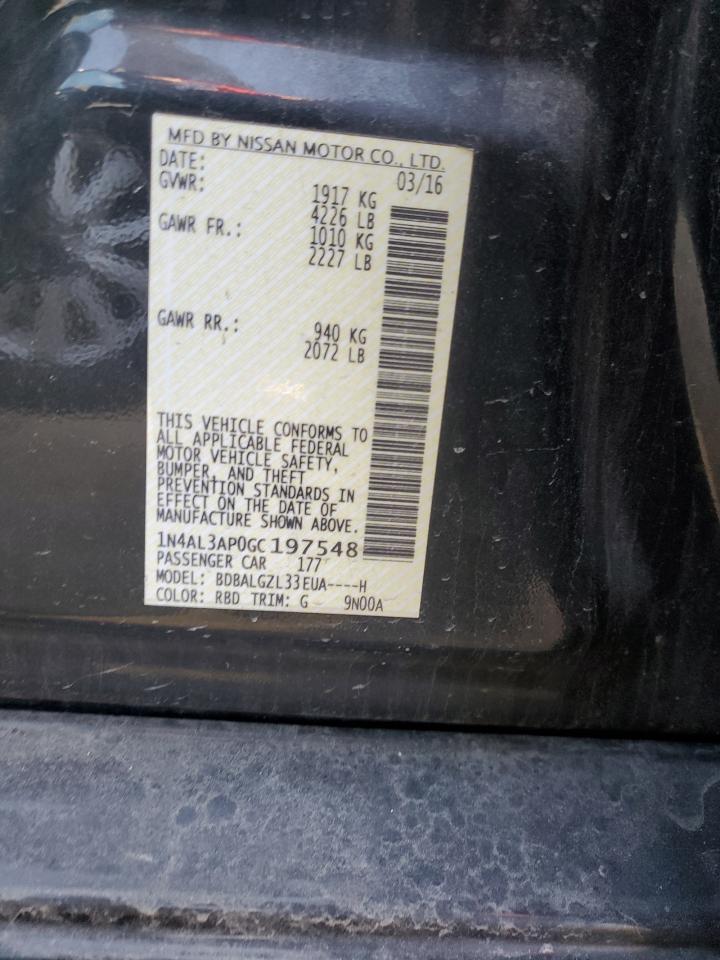 MFD BY NISSAN MOTOR CO., LTD.
DATE: 03/16
GVWR: 1917 KG
4226 LB
GAWR FR.: 1010 KG
2227 LB
GAWR RR.: 940 KG
2072 LB
THIS VEHICLE CONFORMS TO
ALL APPLICABLE FEDERAL
MOTOR VEHICLE SAFETY,
BUMPER, AND THEFT
PREVENTION STANDARDS IN
EFFECT ON THE DATE OF
MANUFACTURE SHOWN ABOVE.
1N4AL3AP0GC197548
PASSENGER CAR 177
MODEL: BDBALGZL33EUA----H
COLOR: RBD TRIM: G 9N00A